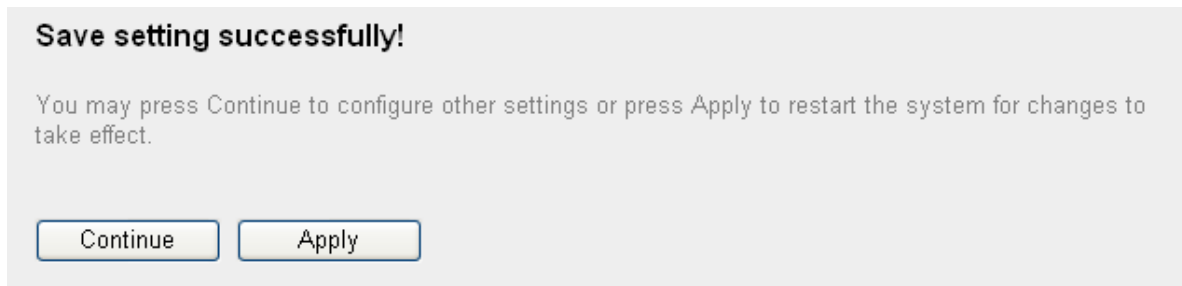 Save setting successfully!
You may press Continue to configure other settings or press Apply to restart the system for changes to
take effect.
Continue Apply